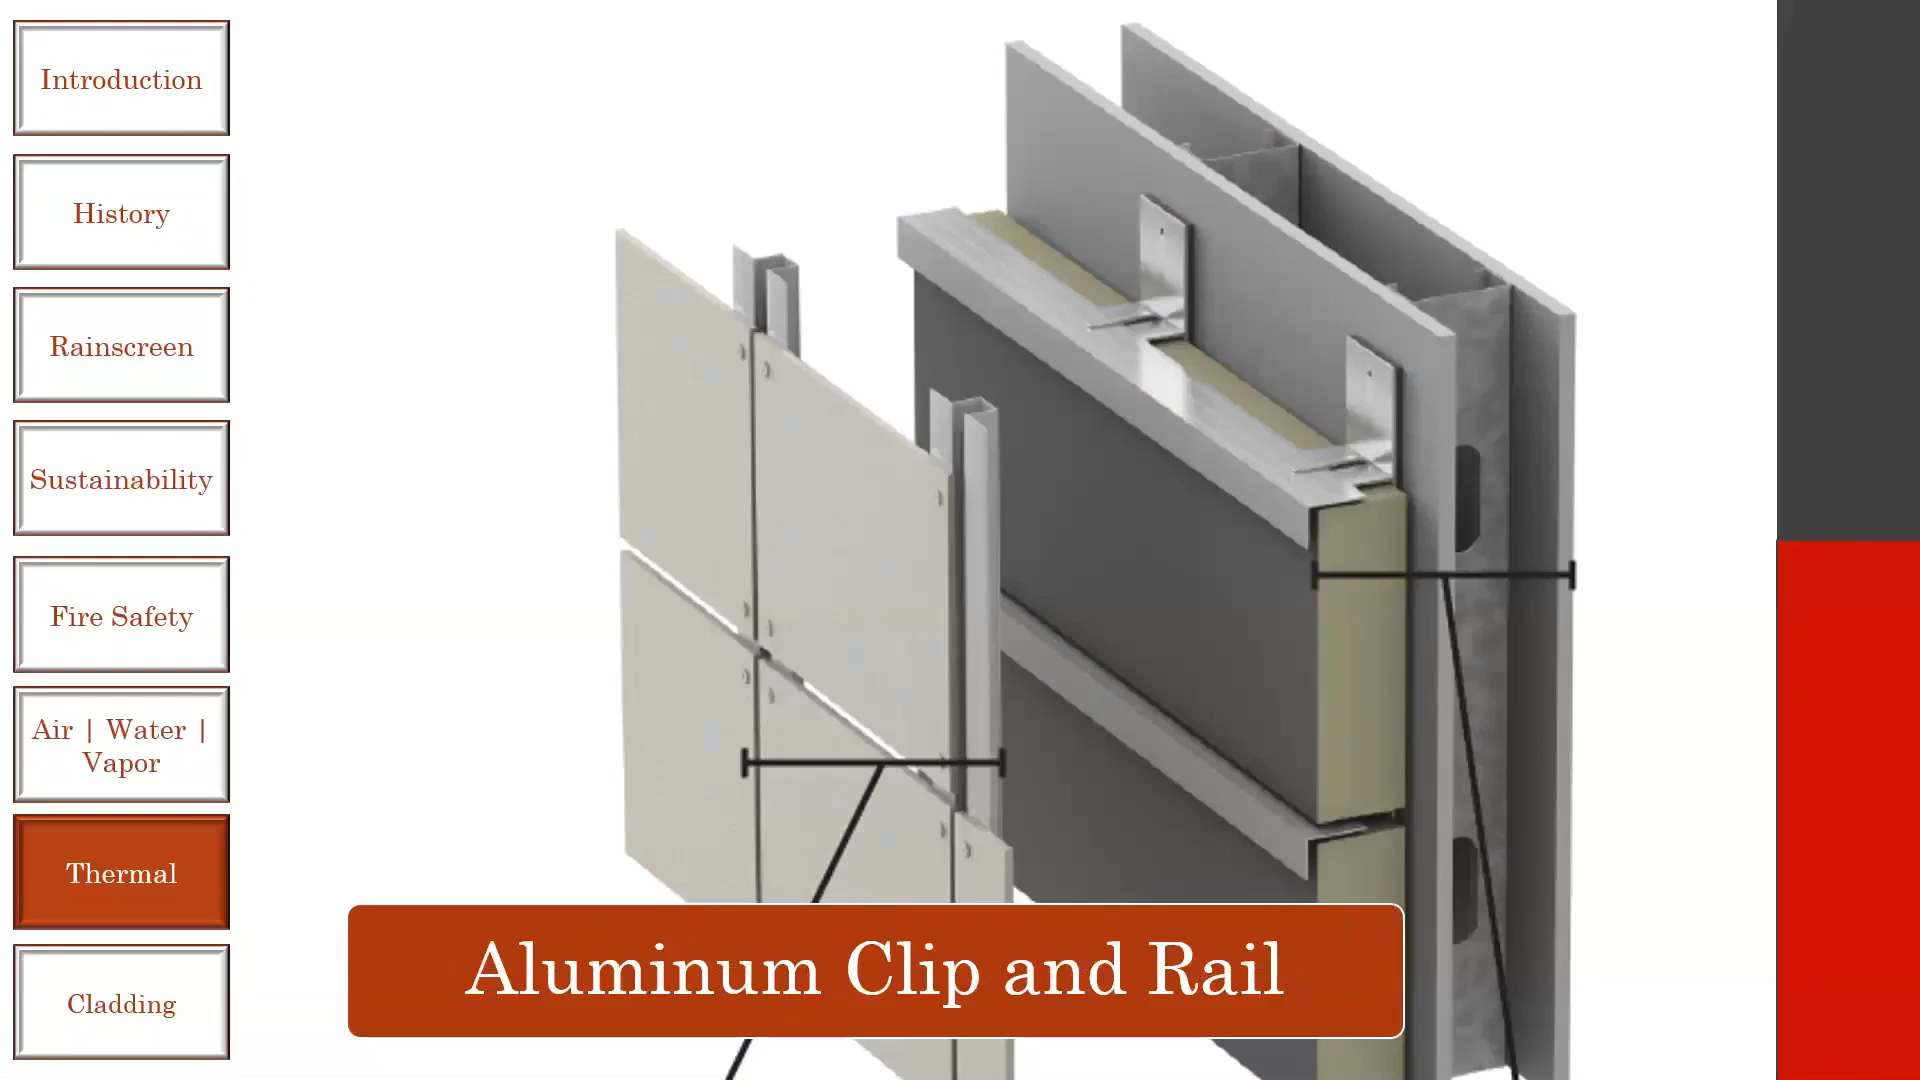 Introduction
History
Rainscreen
Sustainability
Fire Safety
Air | Water |
Vapor
Thermal
Cladding
Aluminum Clip and Rail